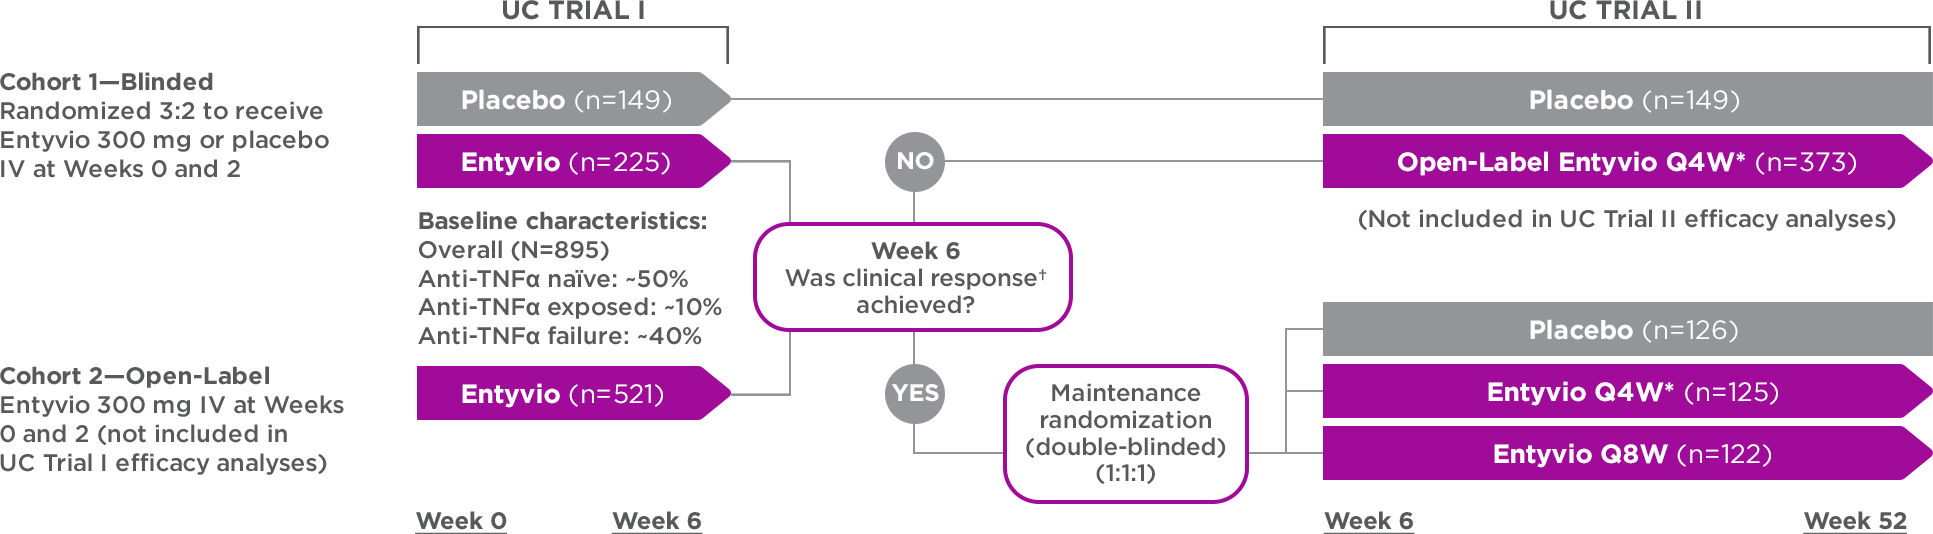 UC TRIAL I
UC TRIAL II
Cohort 1—Blinded
Randomized 3:2 to receive
Entyvio 300 mg or placebo
IV at Weeks 0 and 2
Placebo (n=149)
Entyvio (n=225)
Placebo (n=149)
NO
Open-Label Entyvio Q4W* (n=373)
(Not included in UC Trial II efficacy analyses)
Baseline characteristics:
Overall (N=895)
Anti-TNFα naïve: ~50%
Anti-TNFα exposed: ~10%
Anti-TNFα failure: ~40%
Week 6
Was clinical response†
achieved?
Cohort 2—Open-Label
Entyvio 300 mg IV at Weeks
0 and 2 (not included in
UC Trial I efficacy analyses)
Entyvio (n=521)
YES
Maintenance
randomization
(double-blinded)
(1:1:1)
Placebo (n=126)
Entyvio Q4W* (n=125)
Entyvio Q8W (n=122)
Week 0
Week 6
Week 6
Week 52